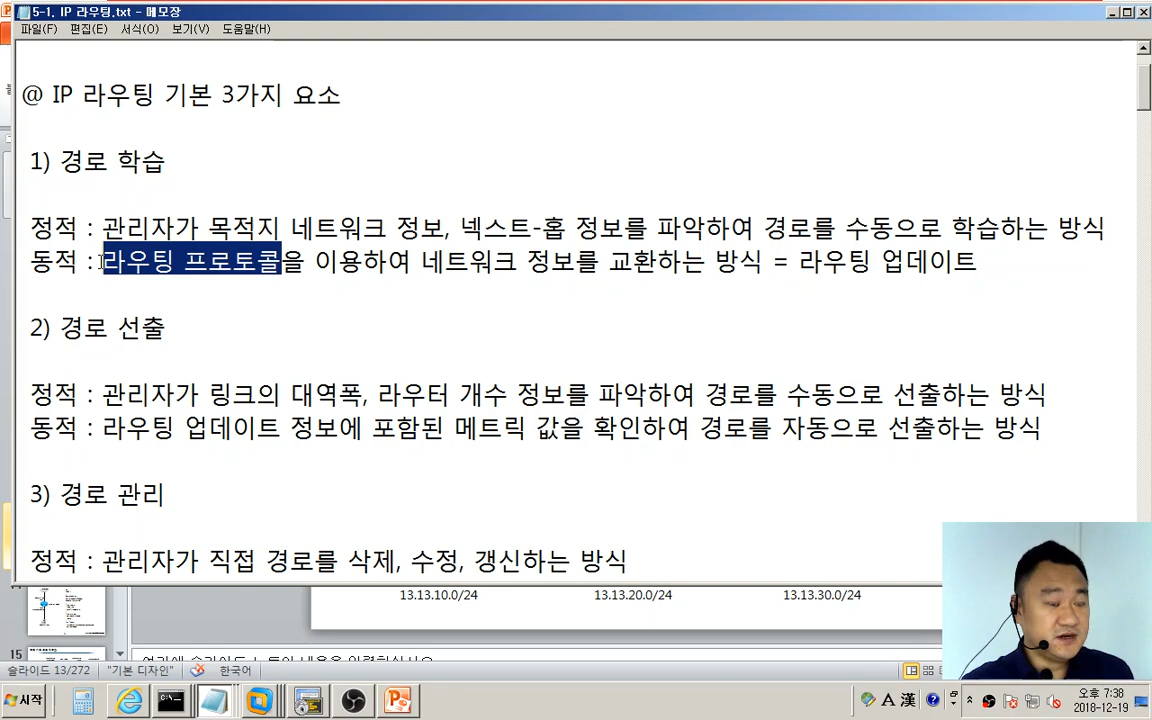 5-1. IP 라우팅.txt - 메모장
파일(F) 편집(E) 서식(O) 보기(V) 도움말(H)
@ IP 라우팅 기본 3가지 요소
1) 경로 학습
정적 : 관리자가 목적지 네트워크 정보, 넥스트-홉 정보를 파악하여 경로를 수동으로 학습하는 방식
동적 : 라우팅 프로토콜을 이용하여 네트워크 정보를 교환하는 방식 = 라우팅 업데이트
2) 경로 선출
정적 : 관리자가 링크의 대역폭, 라우터 개수 정보를 파악하여 경로를 수동으로 선출하는 방식
동적 : 라우팅 업데이트 정보에 포함된 메트릭 값을 확인하여 경로를 자동으로 선출하는 방식
3) 경로 관리
정적 : 관리자가 직접 경로를 삭제, 수정, 갱신하는 방식
13.13.10.0/24 13.13.20.0/24 13.13.30.0/24
15
슬라이드 13/272 "기본 디자인" 한국어
시작
A 漢
오후 7:38
2018-12-19